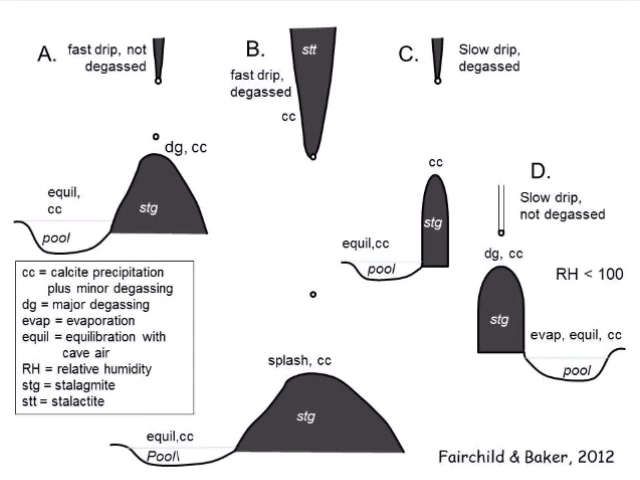 A.
fast drip, not
degassed
dg, cc
equil,
cc
stg
pool
B.
stt
fast drip,
degassed
cc
splash, cc
stg
equil,cc
Pool\
C.
Slow drip,
degassed
cc
stg
equil,cc
pool
D.
Slow drip,
not degassed
dg, cc
RH < 100
stg
evap, equil, cc
pool
cc = calcite precipitation
plus minor degassing
dg = major degassing
evap = evaporation
equil = equilibration with
cave air
RH = relative humidity
stg = stalagmite
stt = stalactite
Fairchild & Baker, 2012